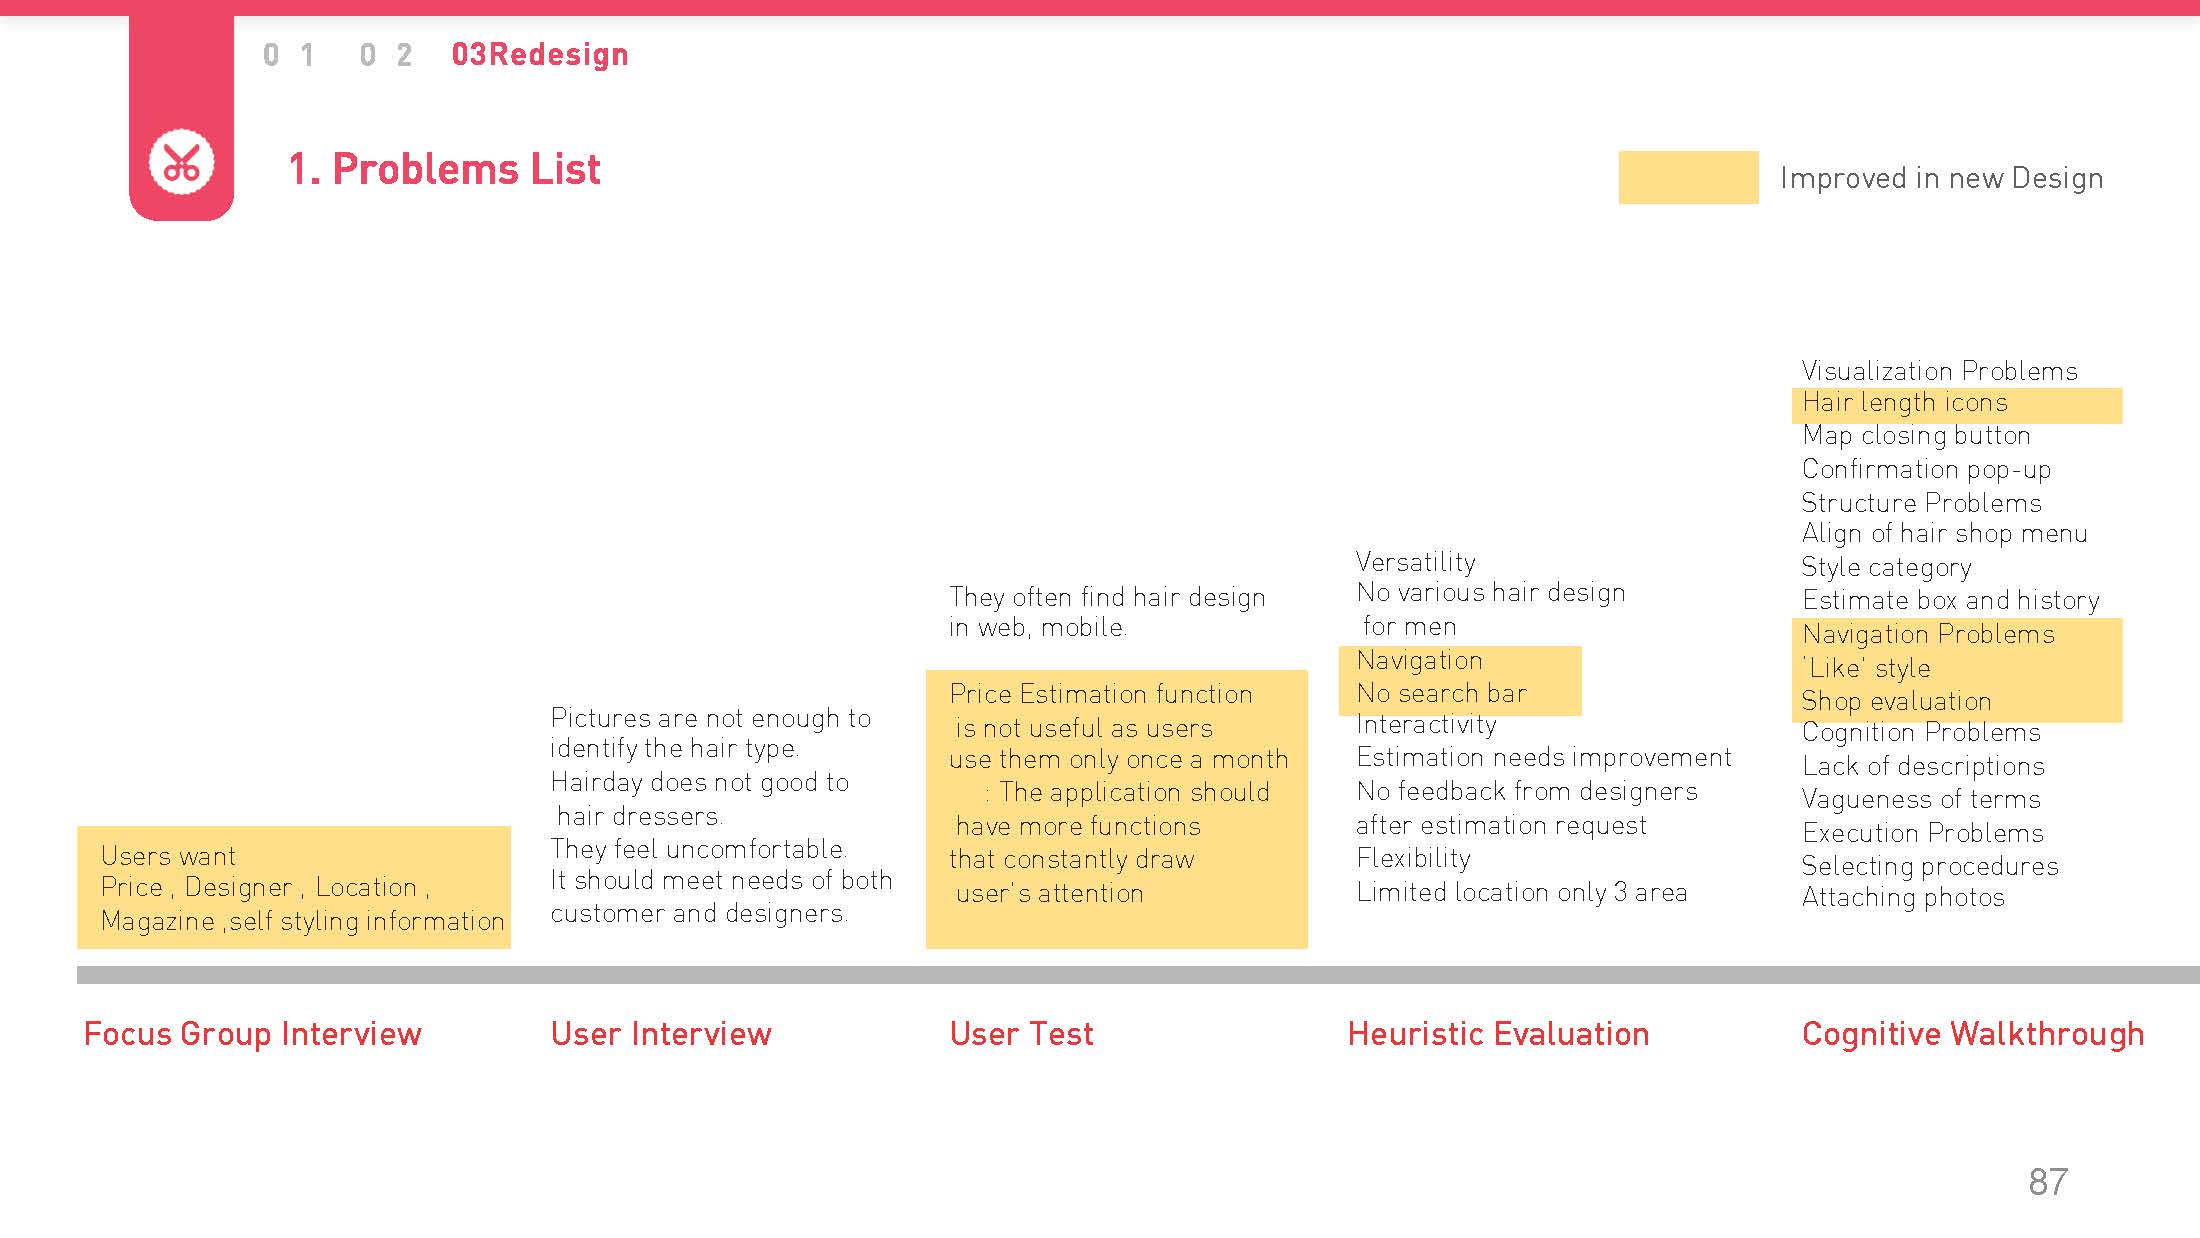 01 02 03Redesign
1. Problems List
Improved in new Design
Users want
Price , Designer , Location ,
Magazine ,self styling information
Focus Group Interview
Pictures are not enough to
identify the hair type.
Hairday does not good to
hair dressers.
They feel uncomfortable.
It should meet needs of both
customer and designers.
User Interview
They often find hair design
in web, mobile.
Price Estimation function
is not useful as users
use them only once a month
: The application should
have more functions
that constantly draw
user's attention
User Test
Versatility
No various hair design
for men
Navigation
No search bar
Interactivity
Estimation needs improvement
No feedback from designers
after estimation request
Flexibility
Limited location only 3 area
Heuristic Evaluation
Visualization Problems
Hair length icons
Map closing button
Confirmation pop-up
Structure Problems
Align of hair shop menu
Style category
Estimate box and history
Navigation Problems
'Like' style
Shop evaluation
Cognition Problems
Lack of descriptions
Vagueness of terms
Execution Problems
Selecting procedures
Attaching photos
Cognitive Walkthrough
87